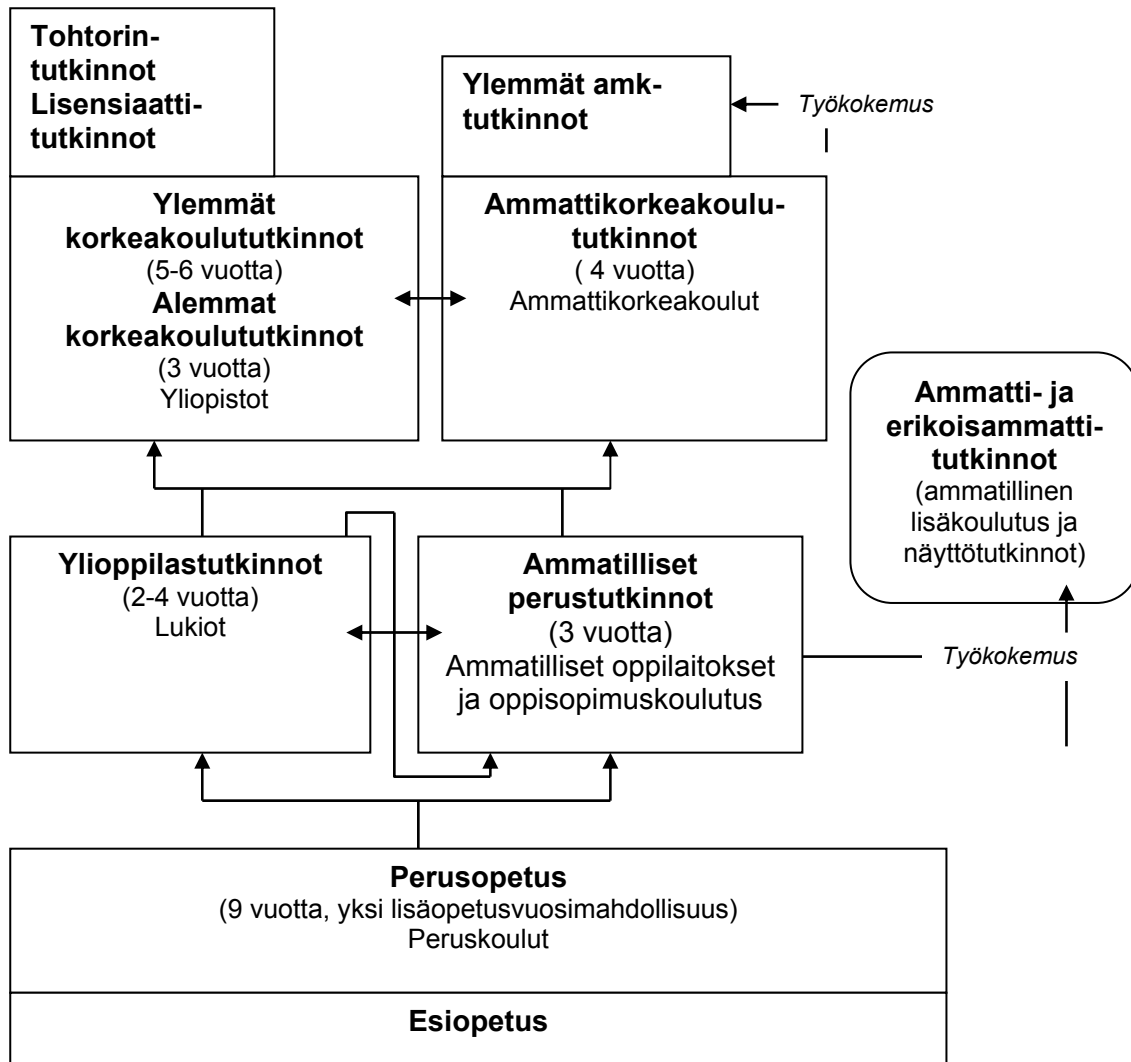 Tohtorin-
tutkinnot
Lisensiaatti-
tutkinnot
Ylemmät amk-
tutkinnot
Työkokemus
Ylemmät
korkeakoulututkinnot
(5-6 vuotta)
Alemmat
korkeakoulututkinnot
(3 vuotta)
Yliopistot
Ammattikorkeakoulu-
tutkinnot
( 4 vuotta)
Ammattikorkeakoulut
Ammatti- ja
erikoisammatti-
tutkinnot
(ammatillinen
lisäkoulutus ja
näyttötutkinnot)
Ylioppilastutkinnot
(2-4 vuotta)
Lukiot
Ammatilliset
perustutkinnot
(3 vuotta)
Ammatilliset oppilaitokset
ja oppisopimuskoulutus
Työkokemus
Perusopetus
(9 vuotta, yksi lisäopetusvuosimahdollisuus)
Peruskoulut
Esiopetus